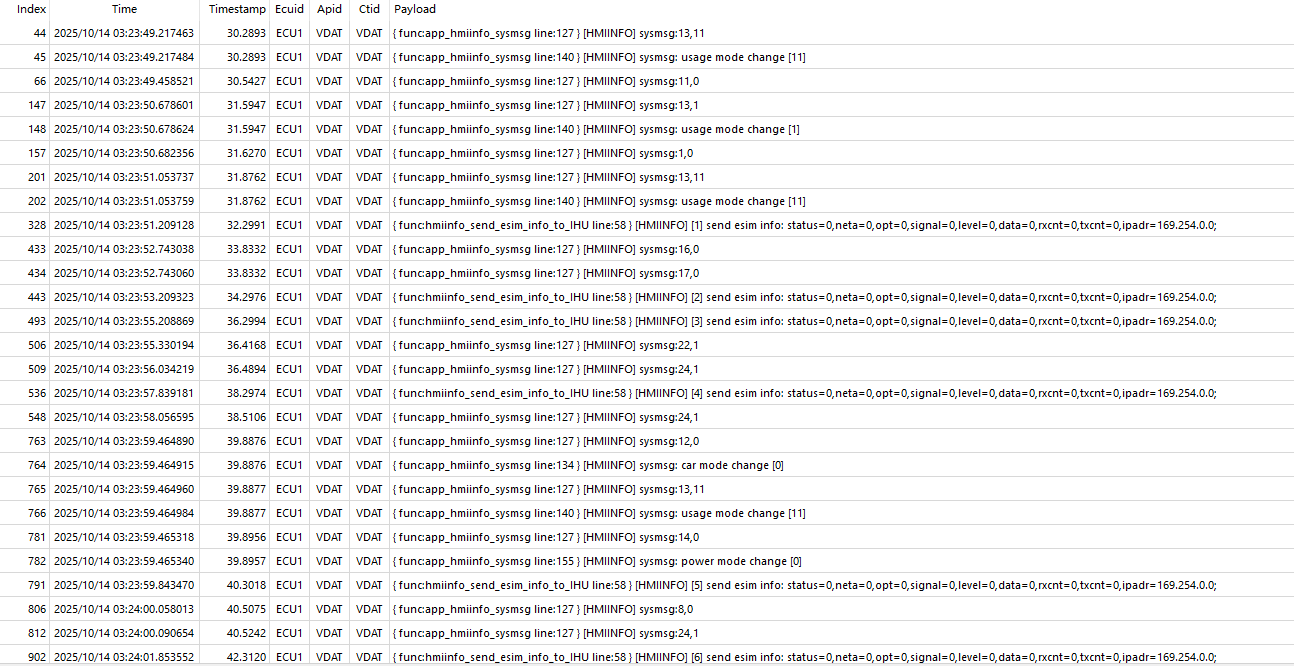 Index Time Timestamp Ecuid Apid Ctid Payload
44 2025/10/14 03:23:49.217463 30.2893 ECU1 VDAT VDAT { func:app_hmiinfo_sysmsg line:127 } [HMIINFO] sysmsg:13,11
45 2025/10/14 03:23:49.217484 30.2893 ECU1 VDAT VDAT { func:app_hmiinfo_sysmsg line:140 } [HMIINFO] sysmsg: usage mode change [11]
66 2025/10/14 03:23:49.458521 30.5427 ECU1 VDAT VDAT { func:app_hmiinfo_sysmsg line:127 } [HMIINFO] sysmsg:11,0
147 2025/10/14 03:23:50.678601 31.5947 ECU1 VDAT VDAT { func:app_hmiinfo_sysmsg line:127 } [HMIINFO] sysmsg:13,1
148 2025/10/14 03:23:50.678624 31.5947 ECU1 VDAT VDAT { func:app_hmiinfo_sysmsg line:140 } [HMIINFO] sysmsg: usage mode change [1]
157 2025/10/14 03:23:50.682356 31.6270 ECU1 VDAT VDAT { func:app_hmiinfo_sysmsg line:127 } [HMIINFO] sysmsg:1,0
201 2025/10/14 03:23:51.053737 31.8762 ECU1 VDAT VDAT { func:app_hmiinfo_sysmsg line:127 } [HMIINFO] sysmsg:13,11
202 2025/10/14 03:23:51.053759 31.8762 ECU1 VDAT VDAT { func:app_hmiinfo_sysmsg line:140 } [HMIINFO] sysmsg: usage mode change [11]
328 2025/10/14 03:23:51.209128 32.2991 ECU1 VDAT VDAT { func:hmiinfo_send_esim_info_to_IHU line:58 } [HMIINFO] [1] send esim info: status=0,neta=0,opt=0,signal=0,level=0,data=0,rxcnt=0,txcnt=0,ipadr=169.254.0.0;
433 2025/10/14 03:23:52.743038 33.8332 ECU1 VDAT VDAT { func:app_hmiinfo_sysmsg line:127 } [HMIINFO] sysmsg:16,0
434 2025/10/14 03:23:52.743060 33.8332 ECU1 VDAT VDAT { func:app_hmiinfo_sysmsg line:127 } [HMIINFO] sysmsg:17,0
443 2025/10/14 03:23:53.209323 34.2976 ECU1 VDAT VDAT { func:hmiinfo_send_esim_info_to_IHU line:58 } [HMIINFO] [2] send esim info: status=0,neta=0,opt=0,signal=0,level=0,data=0,rxcnt=0,txcnt=0,ipadr=169.254.0.0;
493 2025/10/14 03:23:55.208869 36.2994 ECU1 VDAT VDAT { func:hmiinfo_send_esim_info_to_IHU line:58 } [HMIINFO] [3] send esim info: status=0,neta=0,opt=0,signal=0,level=0,data=0,rxcnt=0,txcnt=0,ipadr=169.254.0.0;
506 2025/10/14 03:23:55.330194 36.4168 ECU1 VDAT VDAT { func:app_hmiinfo_sysmsg line:127 } [HMIINFO] sysmsg:22,1
509 2025/10/14 03:23:56.034219 36.4894 ECU1 VDAT VDAT { func:app_hmiinfo_sysmsg line:127 } [HMIINFO] sysmsg:24,1
536 2025/10/14 03:23:57.839181 38.2974 ECU1 VDAT VDAT { func:hmiinfo_send_esim_info_to_IHU line:58 } [HMIINFO] [4] send esim info: status=0,neta=0,opt=0,signal=0,level=0,data=0,rxcnt=0,txcnt=0,ipadr=169.254.0.0;
548 2025/10/14 03:23:58.056595 38.5106 ECU1 VDAT VDAT { func:app_hmiinfo_sysmsg line:127 } [HMIINFO] sysmsg:24,1
763 2025/10/14 03:23:59.464890 39.8876 ECU1 VDAT VDAT { func:app_hmiinfo_sysmsg line:127 } [HMIINFO] sysmsg:12,0
764 2025/10/14 03:23:59.464915 39.8876 ECU1 VDAT VDAT { func:app_hmiinfo_sysmsg line:134 } [HMIINFO] sysmsg: car mode change [0]
765 2025/10/14 03:23:59.464960 39.8877 ECU1 VDAT VDAT { func:app_hmiinfo_sysmsg line:127 } [HMIINFO] sysmsg:13,11
766 2025/10/14 03:23:59.464984 39.8877 ECU1 VDAT VDAT { func:app_hmiinfo_sysmsg line:140 } [HMIINFO] sysmsg: usage mode change [11]
781 2025/10/14 03:23:59.465318 39.8956 ECU1 VDAT VDAT { func:app_hmiinfo_sysmsg line:127 } [HMIINFO] sysmsg:14,0
782 2025/10/14 03:23:59.465340 39.8957 ECU1 VDAT VDAT { func:app_hmiinfo_sysmsg line:155 } [HMIINFO] sysmsg: power mode change [0]
791 2025/10/14 03:23:59.843470 40.3018 ECU1 VDAT VDAT { func:hmiinfo_send_esim_info_to_IHU line:58 } [HMIINFO] [5] send esim info: status=0,neta=0,opt=0,signal=0,level=0,data=0,rxcnt=0,txcnt=0,ipadr=169.254.0.0;
806 2025/10/14 03:24:00.058013 40.5075 ECU1 VDAT VDAT { func:app_hmiinfo_sysmsg line:127 } [HMIINFO] sysmsg:8,0
812 2025/10/14 03:24:00.090654 40.5242 ECU1 VDAT VDAT { func:app_hmiinfo_sysmsg line:127 } [HMIINFO] sysmsg:24,1
902 2025/10/14 03:24:01.853552 42.3120 ECU1 VDAT VDAT { func:hmiinfo_send_esim_info_to_IHU line:58 } [HMIINFO] [6] send esim info: status=0,neta=0,opt=0,signal=0,level=0,data=0,rxcnt=0,txcnt=0,ipadr=169.254.0.0;